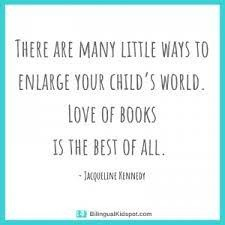 There are many little ways to
enlarge your child's world.
Love of books
is the best of all.
- Jacqueline Kennedy
BilingualKidspot.com